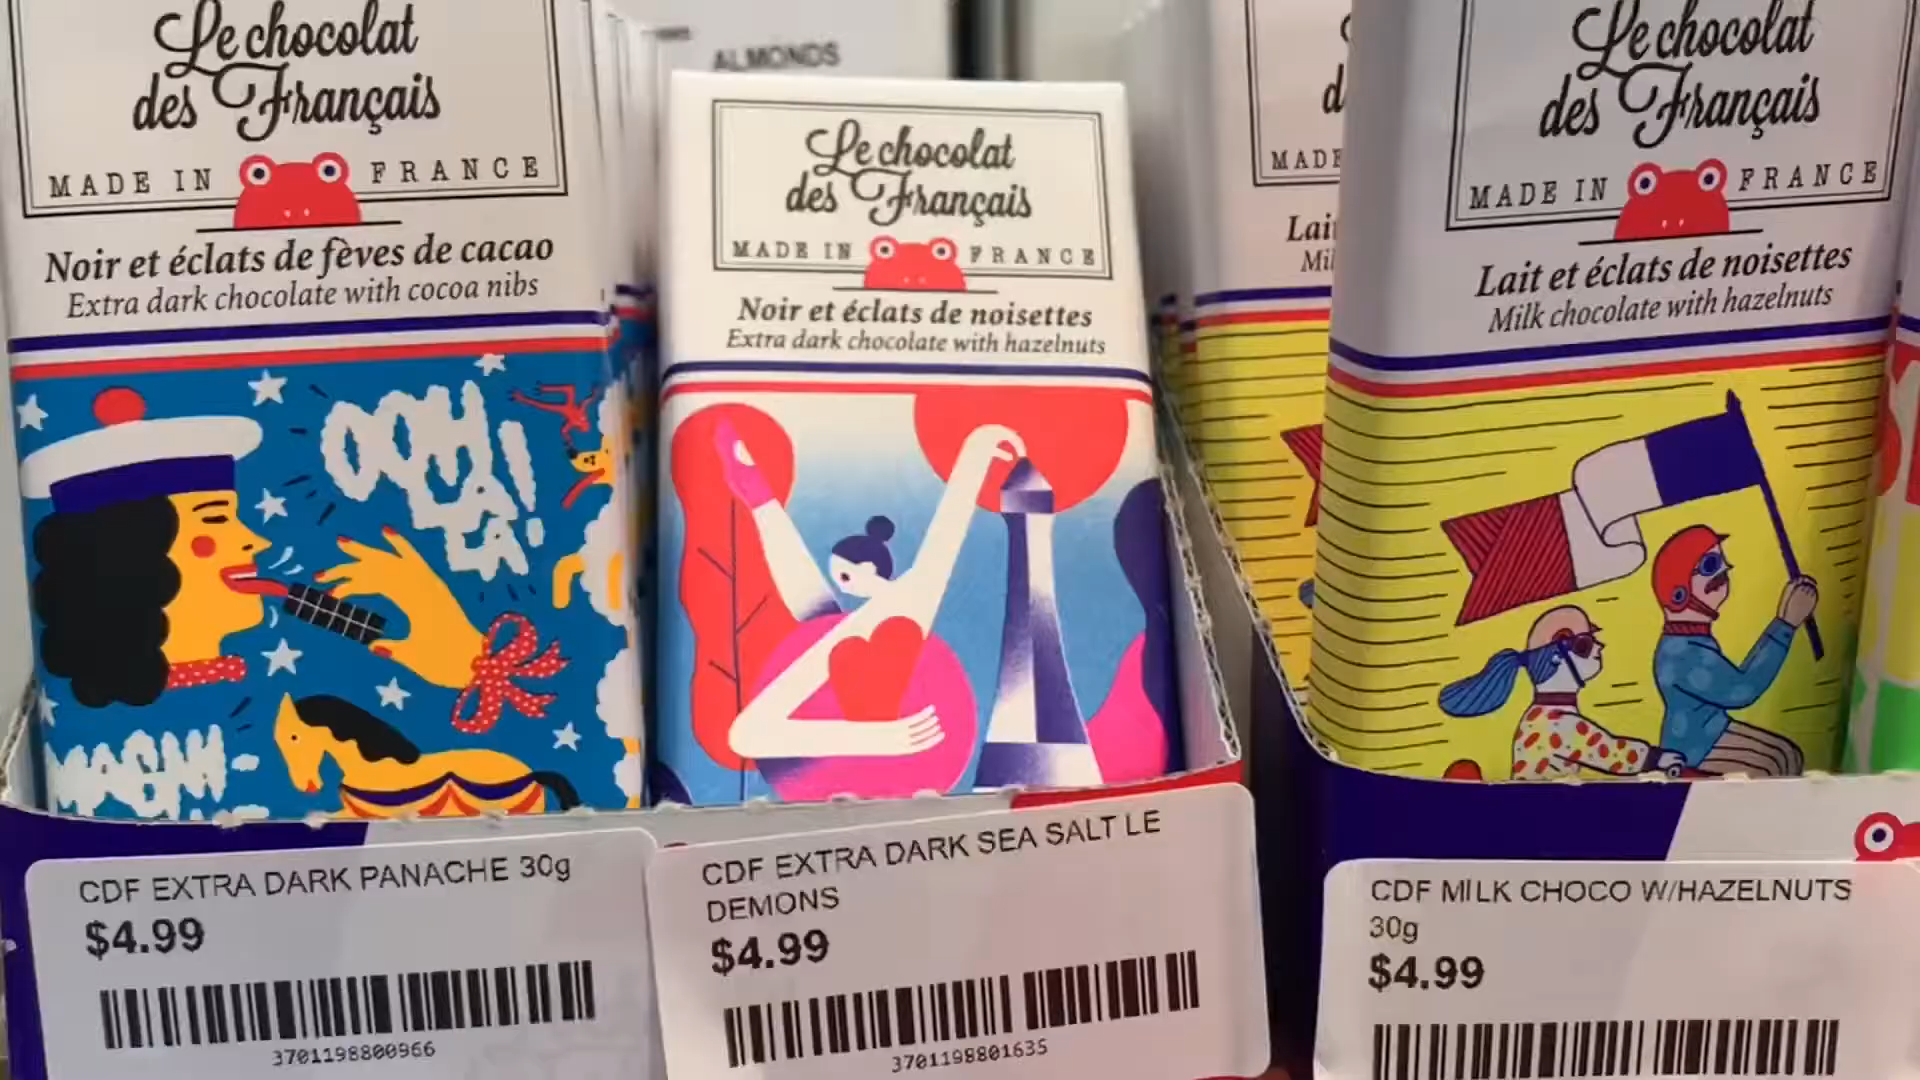 Le chocolat
des Français
MADE IN FRANCE
Noir et éclats de fèves de cacao
Extra dark chocolate with cocoa nibs
OOH
LÀ
LÀ!
ALMONDS
Le chocolat
des Français
MADE IN FRANCE
Noir et éclats de noisettes
Extra dark chocolate with hazelnuts
MADE
Lait
Le chocolat
des Français
MADE IN FRANCE
Lait et éclats de noisettes
Milk chocolate with hazelnuts
CDF EXTRA DARK PANACHE 30g
$4.99
3701198800966
CDF EXTRA DARK SEA SALT LE
DEMONS
$4.99
3701198801635
CDF MILK CHOCO W/HAZELNUTS
30g
$4.99